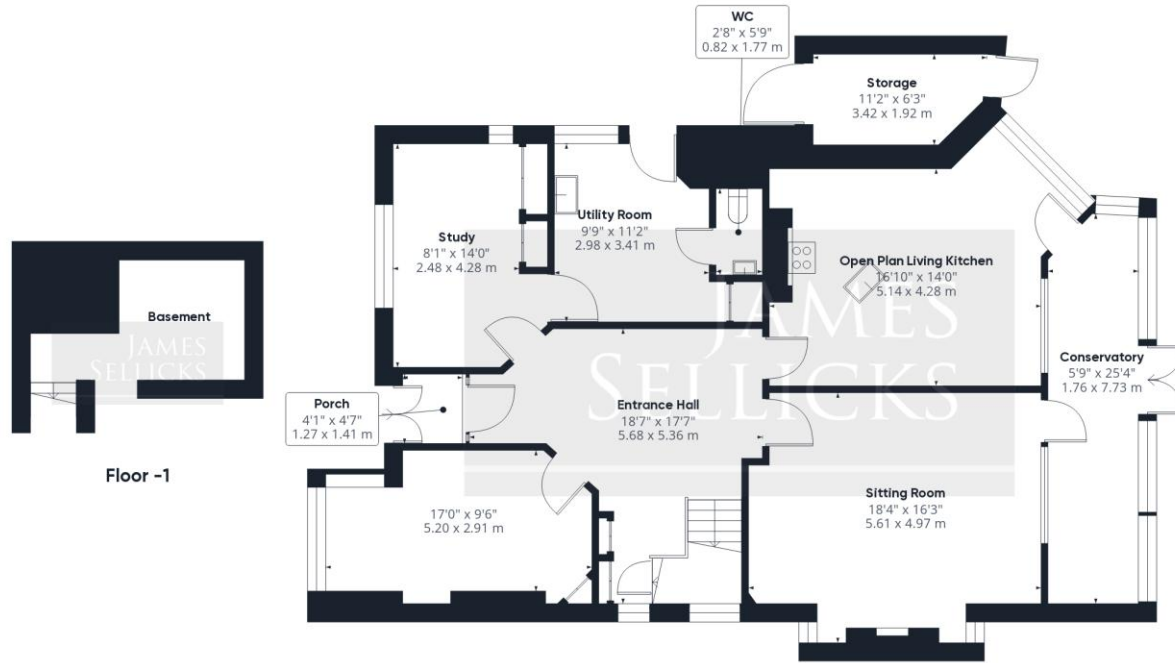 WC
2'8" x 5'9"
0.82 x 1.77 m
Storage
11'2" x 6'3"
3.42 x 1.92 m
Utility Room
9'9" x 11'2"
2.98 x 3.41 m
Study
8'1" x 14'0"
2.48 x 4.28 m
Open Plan Living Kitchen
16'10" x 14'0"
5.14 x 4.28 m
Basement
JAMES
SELLICKS
Floor -1
Conservatory
5'9" x 25'4"
1.76 x 7.73 m
Porch
4'1" x 4'7"
1.27 x 1.41 m
Entrance Hall
18'7" x 17'7"
5.68 x 5.36 m
JAMES
SELLICKS
Sitting Room
18'4" x 16'3"
5.61 x 4.97 m
17'0" x 9'6"
5.20 x 2.91 m